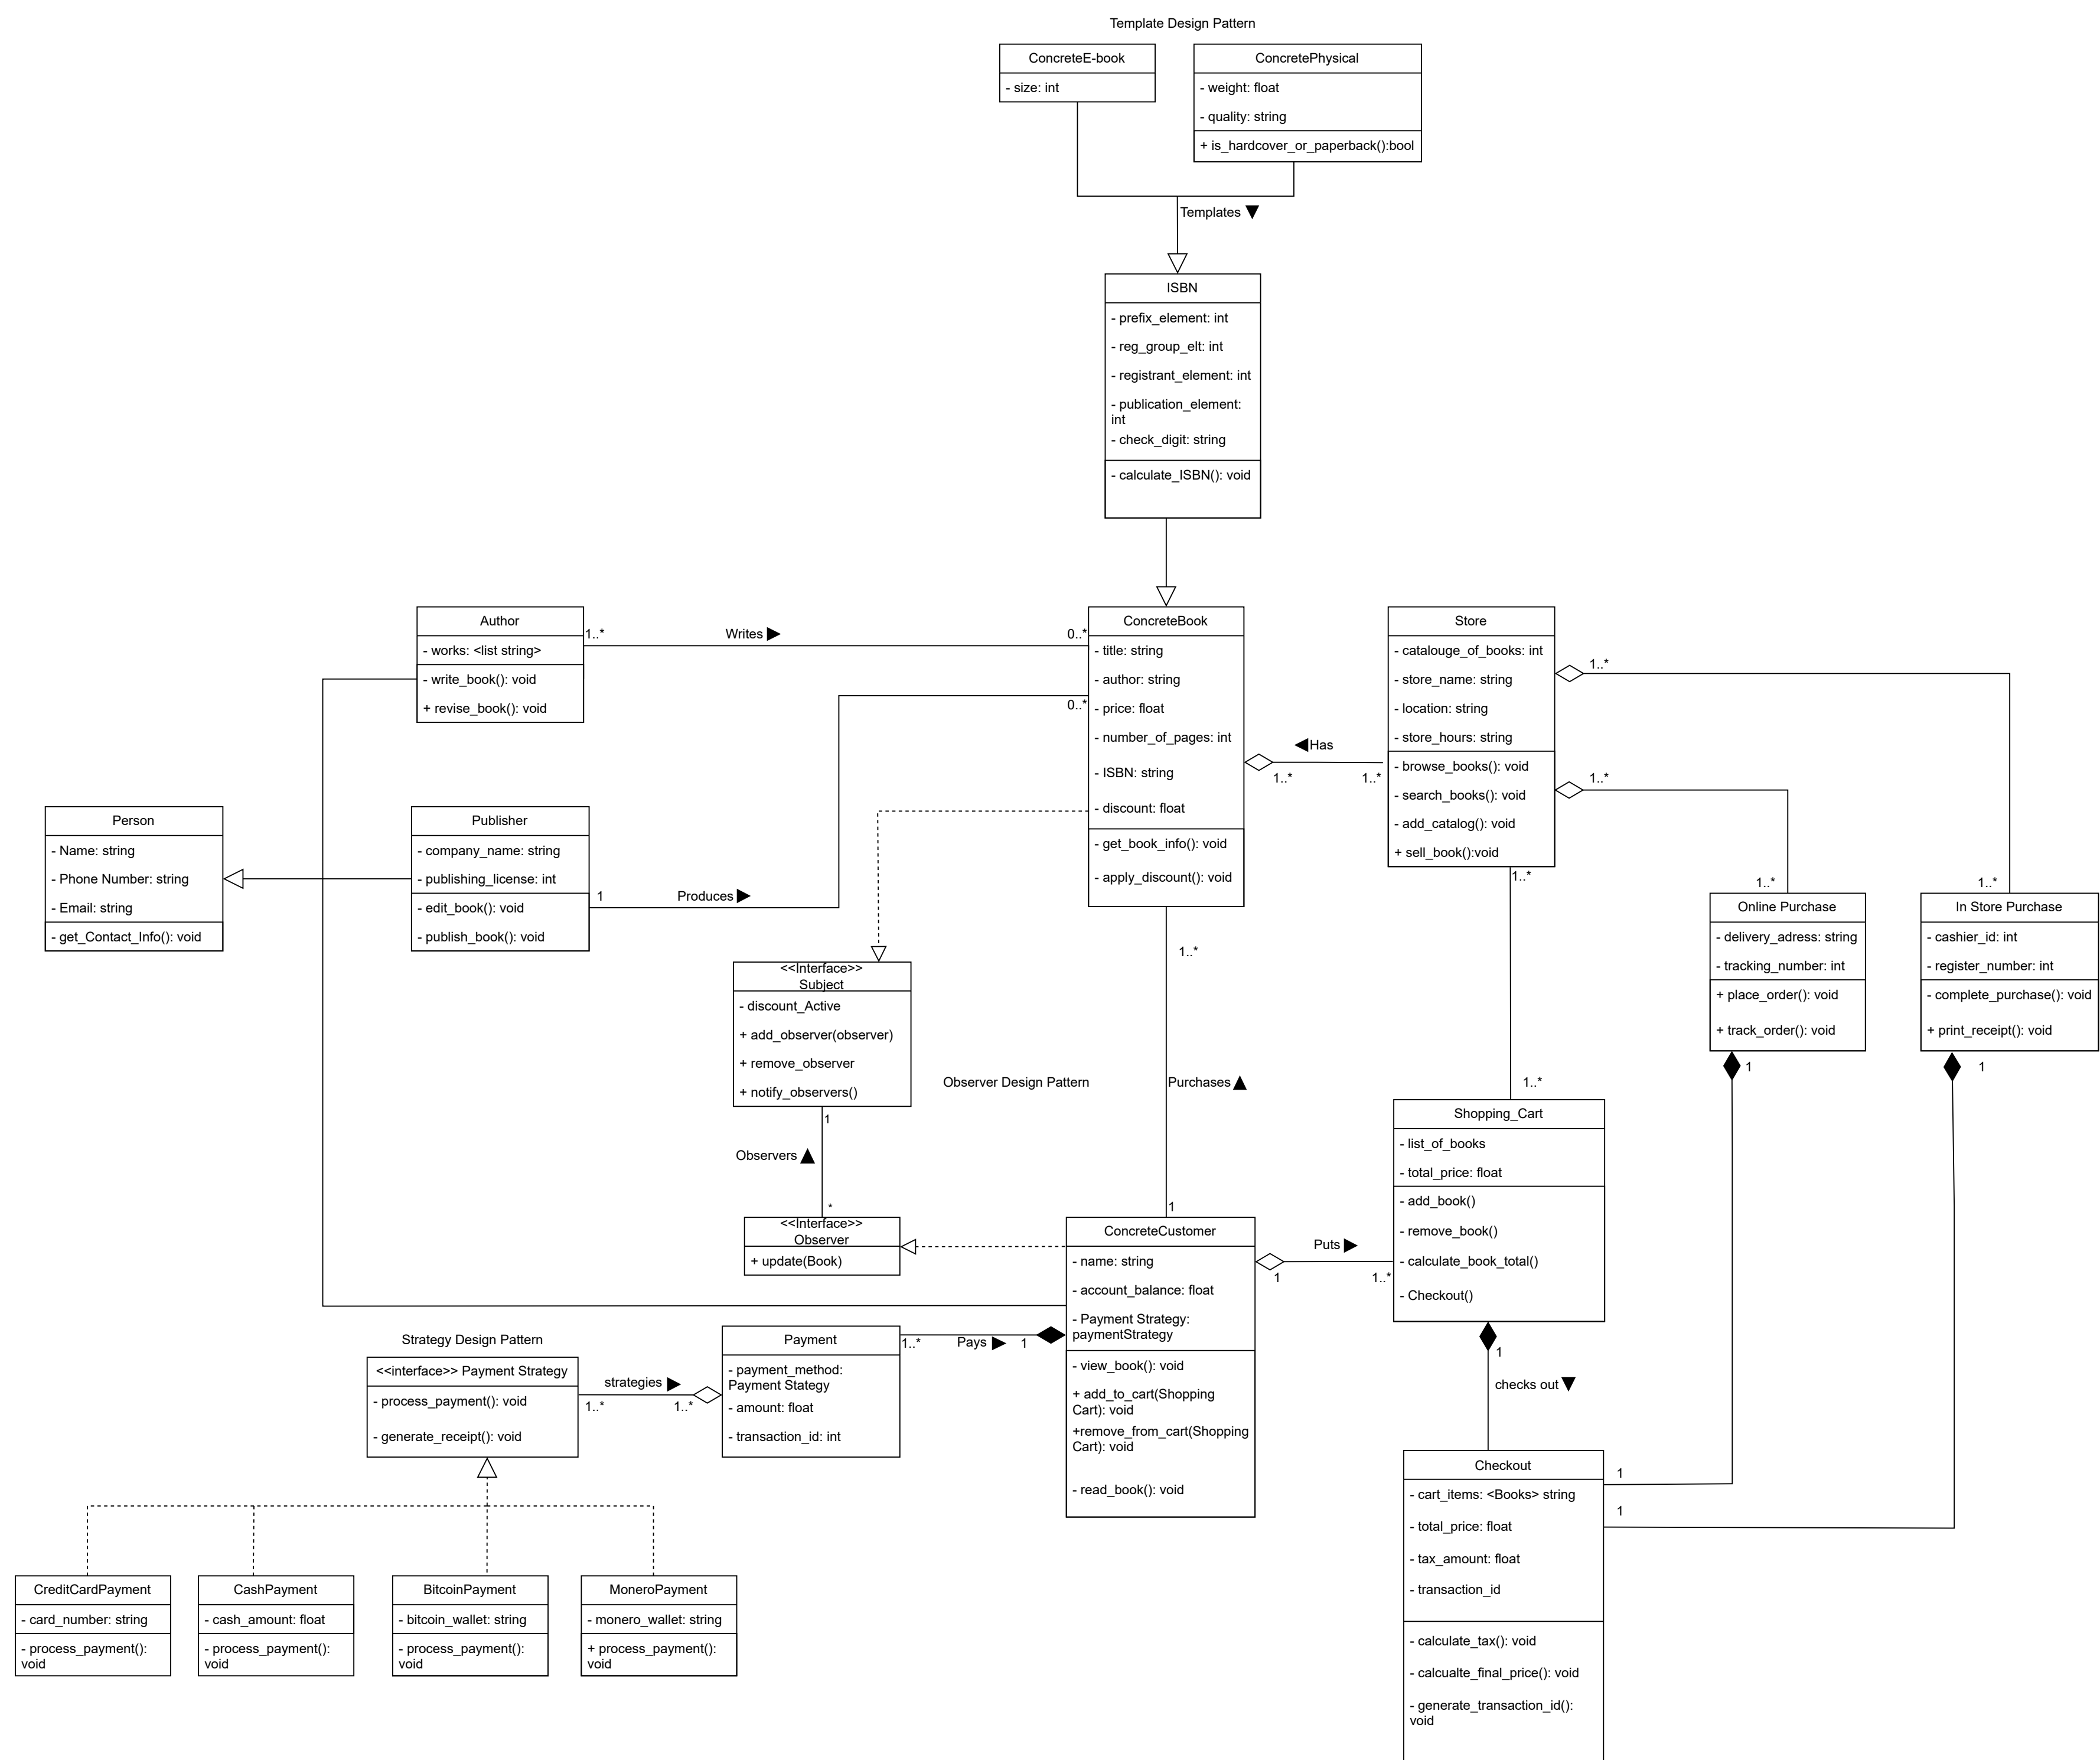 Template Design Pattern
ConcreteE-book
- size: int
ConcretePhysical
- weight: float
- quality: string
+ is_hardcover_or_paperback():bool
Templates
ISBN
- prefix_element: int
- reg_group_elt: int
- registrant_element: int
- publication_element:
int
- check_digit: string
- calculate_ISBN(): void
Author
- works: <list string>
- write_book(): void
+ revise_book(): void
1..*
Writes
0..*
ConcreteBook
- title: string
- author: string
- price: float
- number_of_pages: int
- ISBN: string
- discount: float
- get_book_info(): void
- apply_discount(): void
0..*
Has
1..*
1..*
Store
- catalouge_of_books: int
- store_name: string
- location: string
- store_hours: string
- browse_books(): void
- search_books(): void
- add_catalog(): void
+ sell_book():void
1..*
1..*
1..*
1..*
1..*
Person
- Name: string
- Phone Number: string
- Email: string
- get_Contact_Info(): void
Publisher
- company_name: string
- publishing_license: int
- edit_book(): void
- publish_book(): void
1
Produces
Online Purchase
- delivery_adress: string
- tracking_number: int
+ place_order(): void
+ track_order(): void
1
In Store Purchase
- cashier_id: int
- register_number: int
- complete_purchase(): void
+ print_receipt(): void
1
<<Interface>>
Subject
- discount_Active
+ add_observer(observer)
+ remove_observer
+ notify_observers()
1
Observers
*
Observer Design Pattern
1..*
Purchases
1
1..*
Shopping_Cart
- list_of_books
- total_price: float
- add_book()
- remove_book()
- calculate_book_total()
- Checkout()
<<Interface>>
Observer
+ update(Book)
ConcreteCustomer
- name: string
- account_balance: float
- Payment Strategy:
paymentStrategy
- view_book(): void
+ add_to_cart(Shopping
Cart): void
+remove_from_cart(Shopping
Cart): void
- read_book(): void
Puts
1
1..*
Strategy Design Pattern
<<interface>> Payment Strategy
- process_payment(): void
- generate_receipt(): void
strategies
1..*
1..*
Payment
- payment_method:
Payment Stategy
- amount: float
- transaction_id: int
1..*
Pays
1
1
checks out
Checkout
- cart_items: <Books> string
- total_price: float
- tax_amount: float
- transaction_id
- calculate_tax(): void
- calcualte_final_price(): void
- generate_transaction_id():
void
1
1
CreditCardPayment
- card_number: string
- process_payment():
void
CashPayment
- cash_amount: float
- process_payment():
void
BitcoinPayment
- bitcoin_wallet: string
- process_payment():
void
MoneroPayment
- monero_wallet: string
+ process_payment():
void